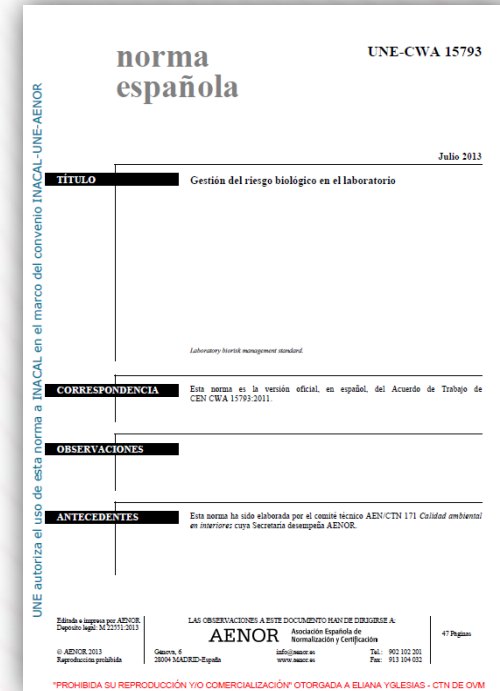 norma
española
UNE-CWA 15793
Julio 2013
TÍTULO
Gestión del riesgo biológico en el laboratorio
Laboratory biorisk management standard.
CORRESPONDENCIA
Esta norma es la versión oficial, en español, del Acuerdo de Trabajo de
CEN CWA 15793:2011.
OBSERVACIONES
ANTECEDENTES
Esta norma ha sido elaborada por el comité técnico AEN/CTN 171 Calidad ambiental
en interiores cuya Secretaría desempeña AENOR.
Editada e impresa por AENOR
Depósito legal: M 22551:2013
LAS OBSERVACIONES A ESTE DOCUMENTO HAN DE DIRIGIRSE A:
AENOR
Asociación Española de
Normalización y Certificación
47 Páginas
© AENOR 2013
Reproducción prohibida
Génova, 6
28004 MADRID-España
info@aenor.es
www.aenor.es
Tel.: 902 102 201
Fax: 913 104 032
UNE autoriza el uso de esta norma a INACAL en el marco del convenio INACAL-UNE-AENOR
"PROHIBIDA SU REPRODUCCIÓN Y/O COMERCIALIZACIÓN" OTORGADA A ELIANA YGLESIAS - CTN DE OVM